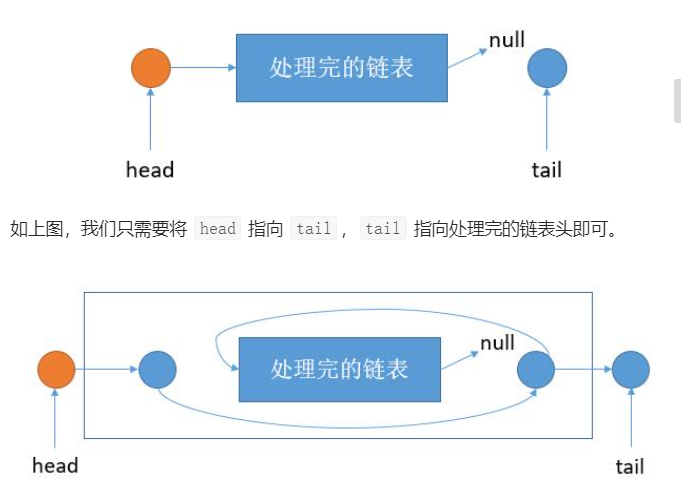 处理完的链表
null
head
tail
如上图，我们只需要将 head 指向 tail ，tail 指向处理完的链表头即可。
处理完的链表
null
head
tail